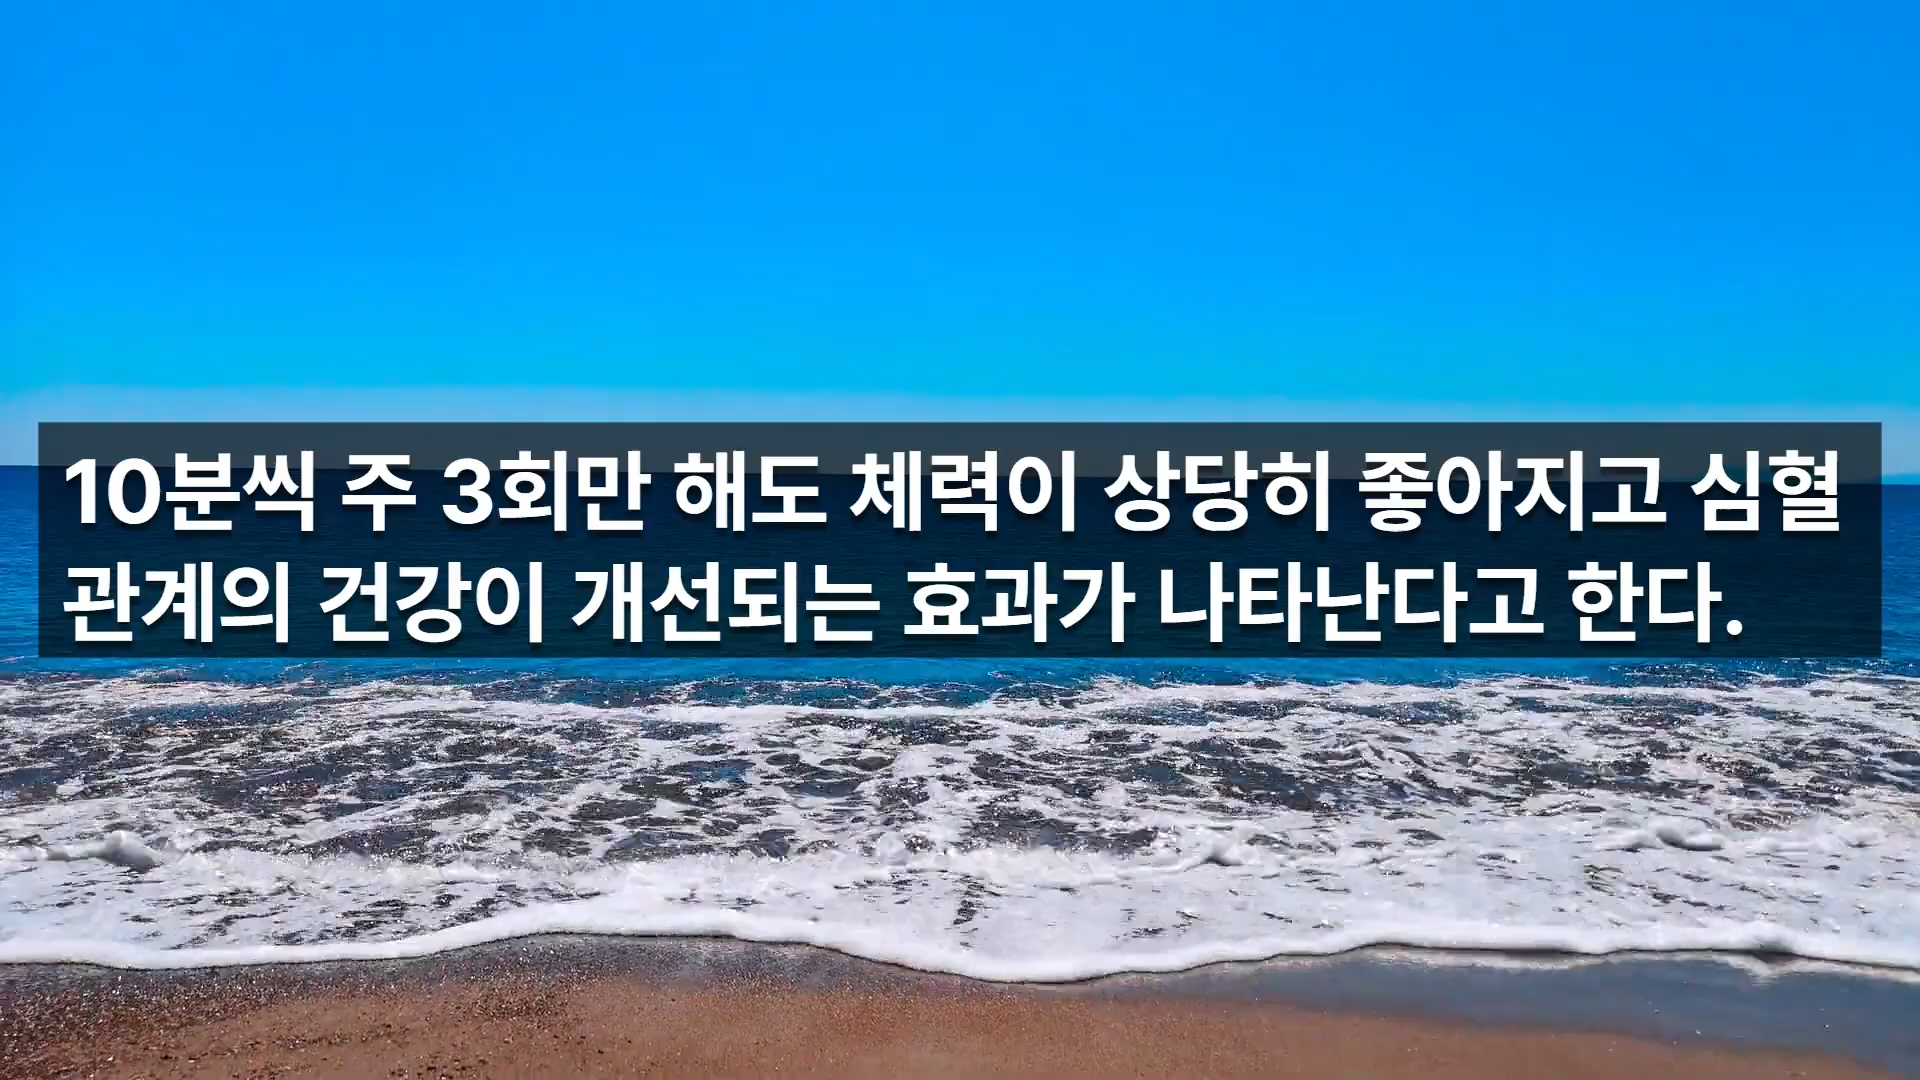 10분씩 주 3회만 해도 체력이 상당히 좋아지고 심혈
관계의 건강이 개선되는 효과가 나타난다고 한다.